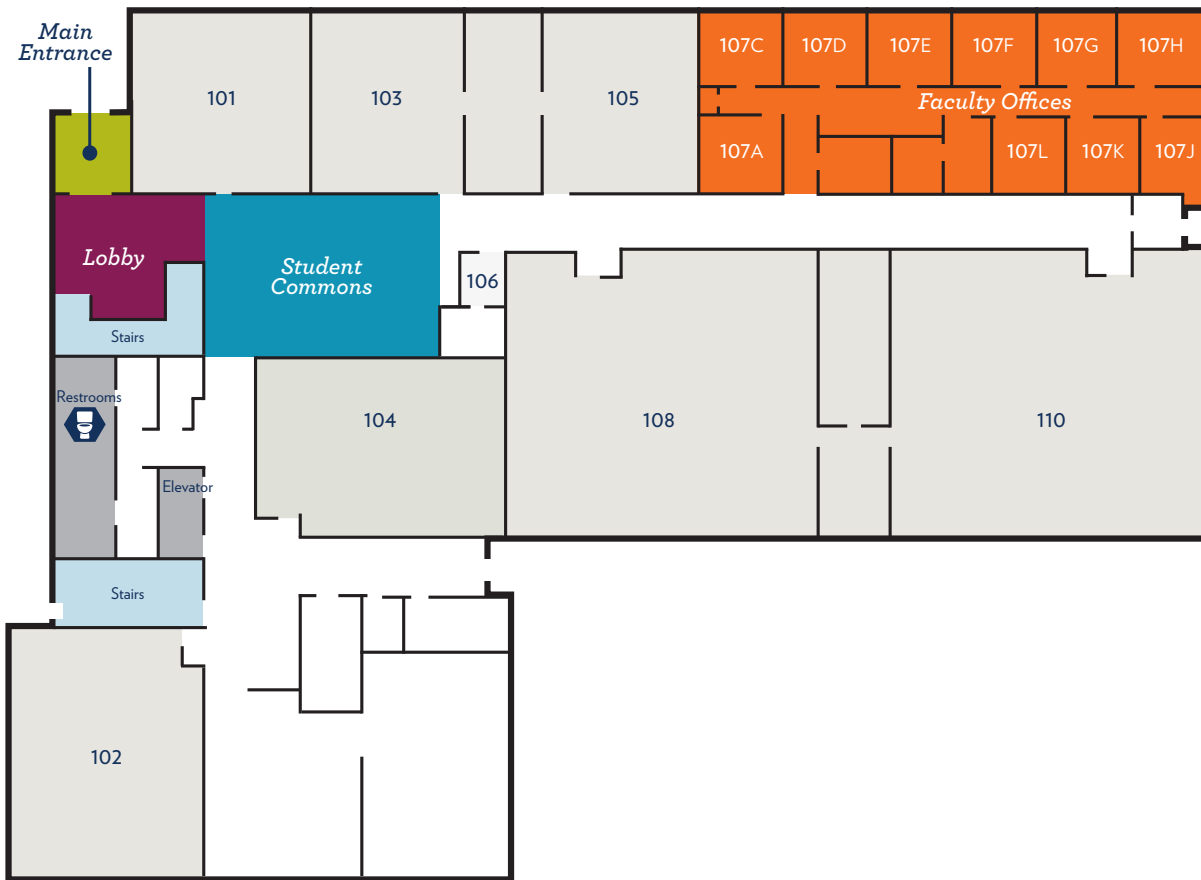 Main
Entrance
101
103
105
107C
107D
107E
107F
107G
107H
Faculty Offices
107A
107L
107K
107J
Lobby
Student
Commons
106
Stairs
Restrooms
104
108
110
Elevator
Stairs
102